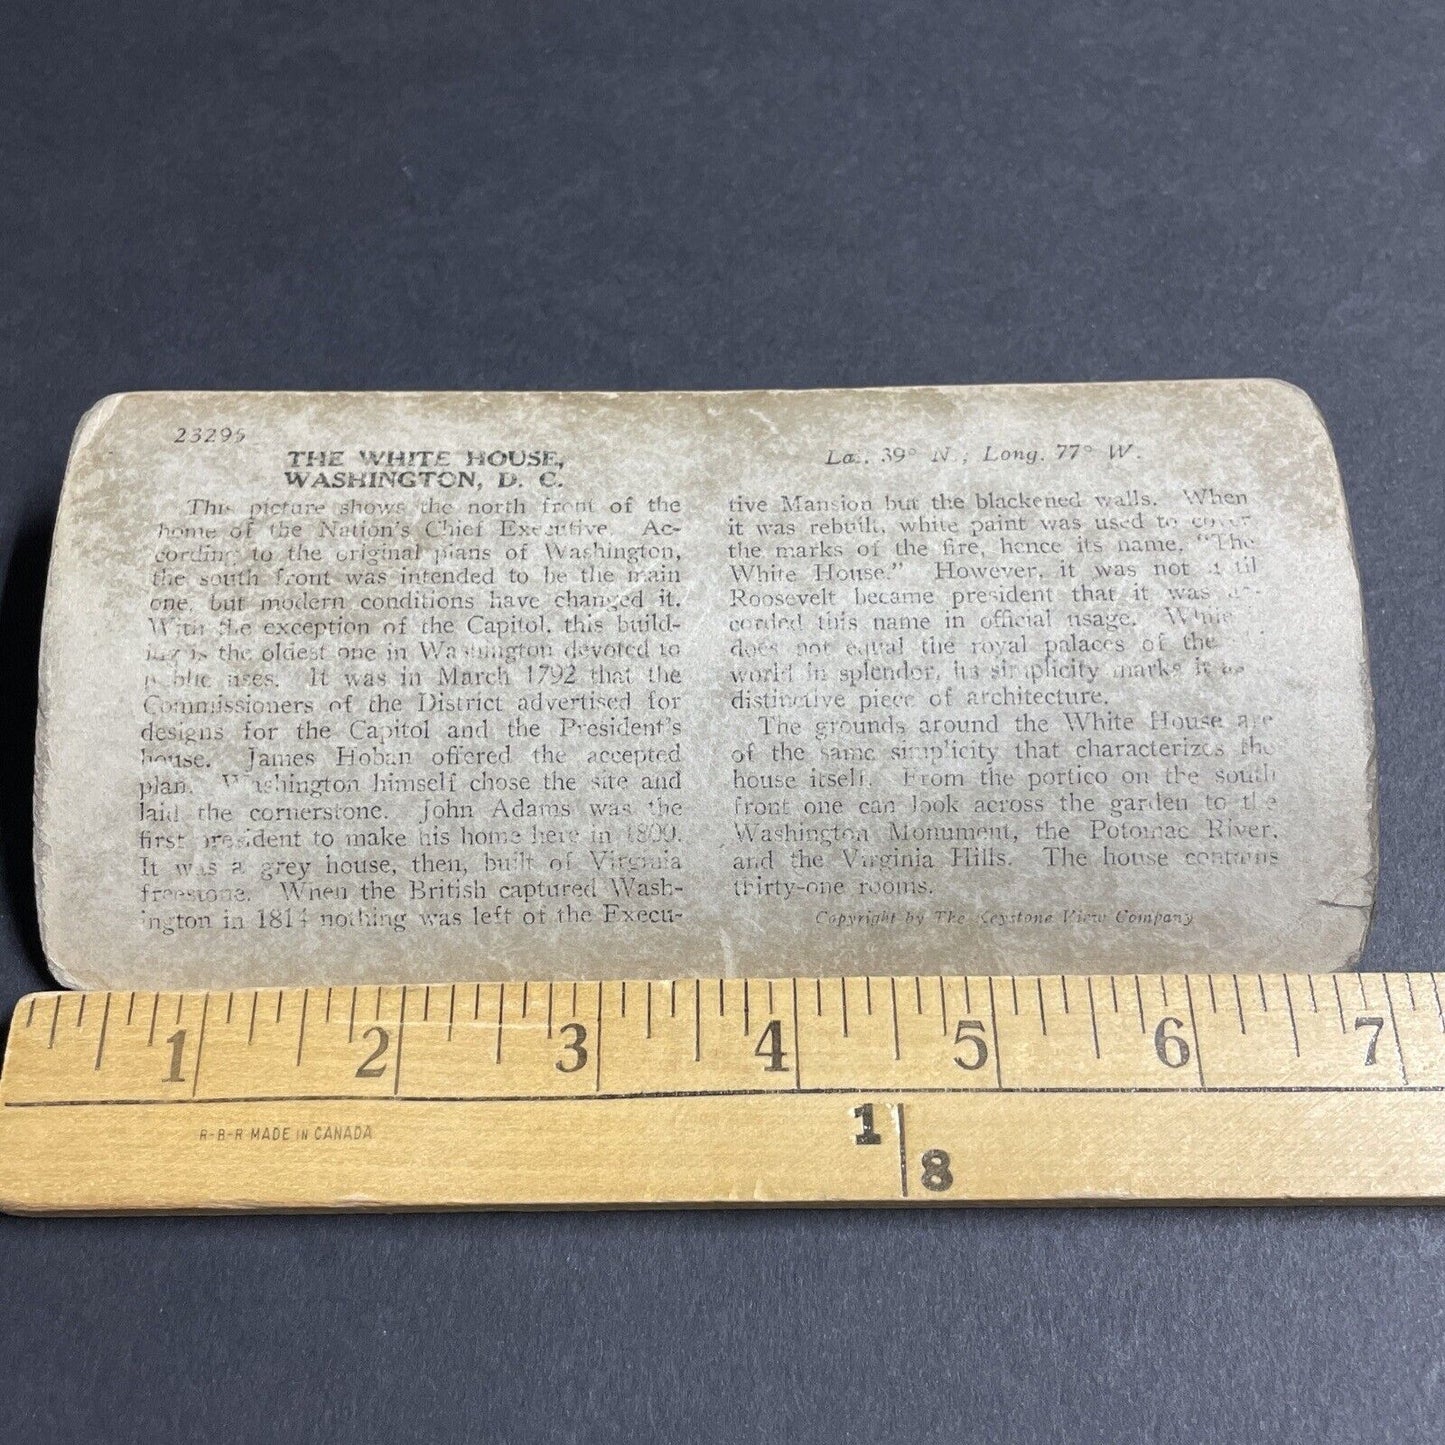 23295
THE WHITE HOUSE,
WASHINGTON, D. C.
This picture shows the north front of the
home of the Nation's Chief Executive. Ac-
cording to the original plans of Washington,
the south front was intended to be the main
one, but modern conditions have changed it.
With the exception of the Capitol, this build-
ing is the oldest one in Washington devoted to
public uses. It was in March 1792 that the
Commissioners of the District advertised for
designs for the Capitol and the President's
house. James Hoban offered the accepted
plan. Washington himself chose the site and
laid the cornerstone. John Adams was the
first president to make his home here in 1800.
It was a grey house, then, built of Virginia
freestone. When the British captured Wash-
ington in 1814 nothing was left of the Execu-
Lat. 39° N.; Long. 77° W.
tive Mansion but the blackened walls. When
it was rebuilt, white paint was used to cover
the marks of the fire, hence its name, "The
White House." However, it was not until
Roosevelt became president that it was ac-
corded this name in official usage. While it
does not equal the royal palaces of the
world in splendor, its simplicity marks it as
distinctive piece of architecture.
The grounds around the White House are
of the same simplicity that characterizes the
house itself. From the portico on the south
front one can look across the garden to the
Washington Monument, the Potomac River,
and the Virginia Hills. The house contains
thirty-one rooms.
Copyright by The Keystone View Company
1 2 3 4 5 6 7
R-B-R MADE IN CANADA
1
8